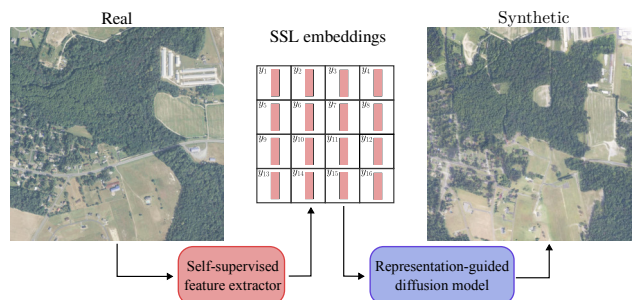 Real
SSL embeddings
Synthetic
y1 y2 y3 y4
y5 y6 y7 y8
y9 y10 y11 y12
y13 y14 y15 y16
Self-supervised
feature extractor
Representation-guided
diffusion model